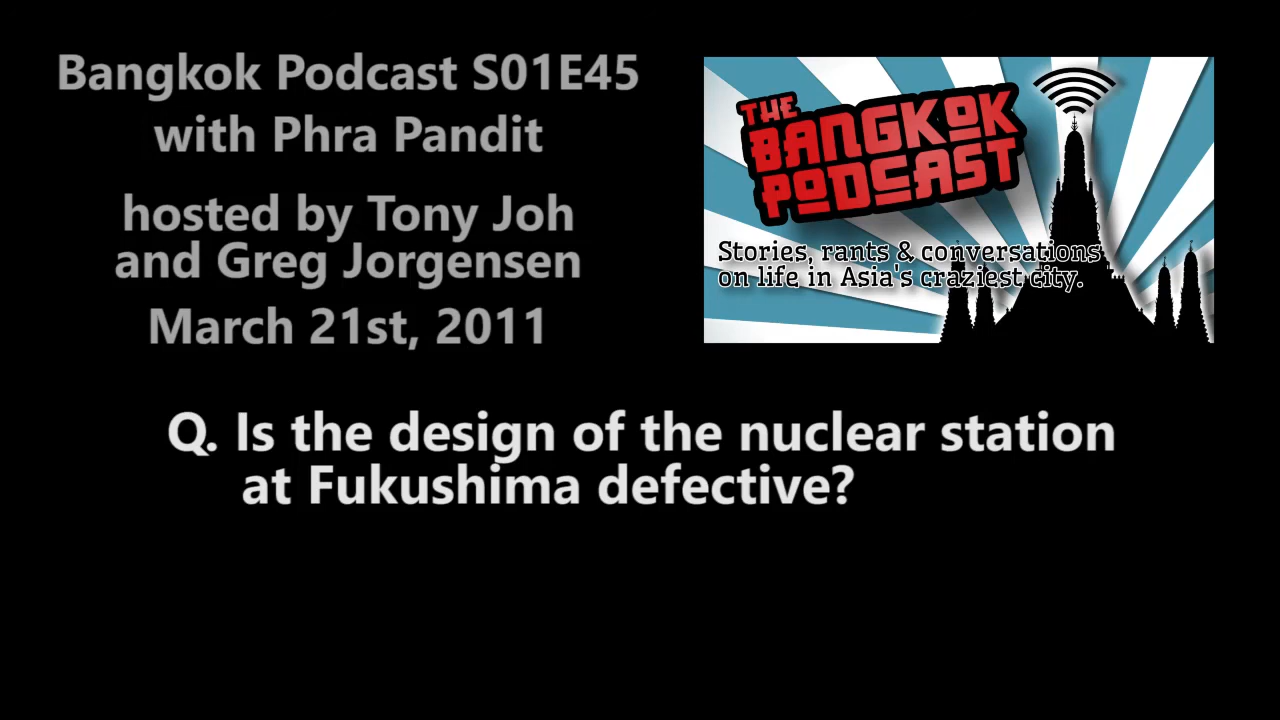 Bangkok Podcast S01E45
with Phra Pandit
hosted by Tony Joh
and Greg Jorgensen
March 21st, 2011
THE
BANGKOK
PODCAST
Stories, rants & conversations
on life in Asia's craziest city.
Q. Is the design of the nuclear station
at Fukushima defective?